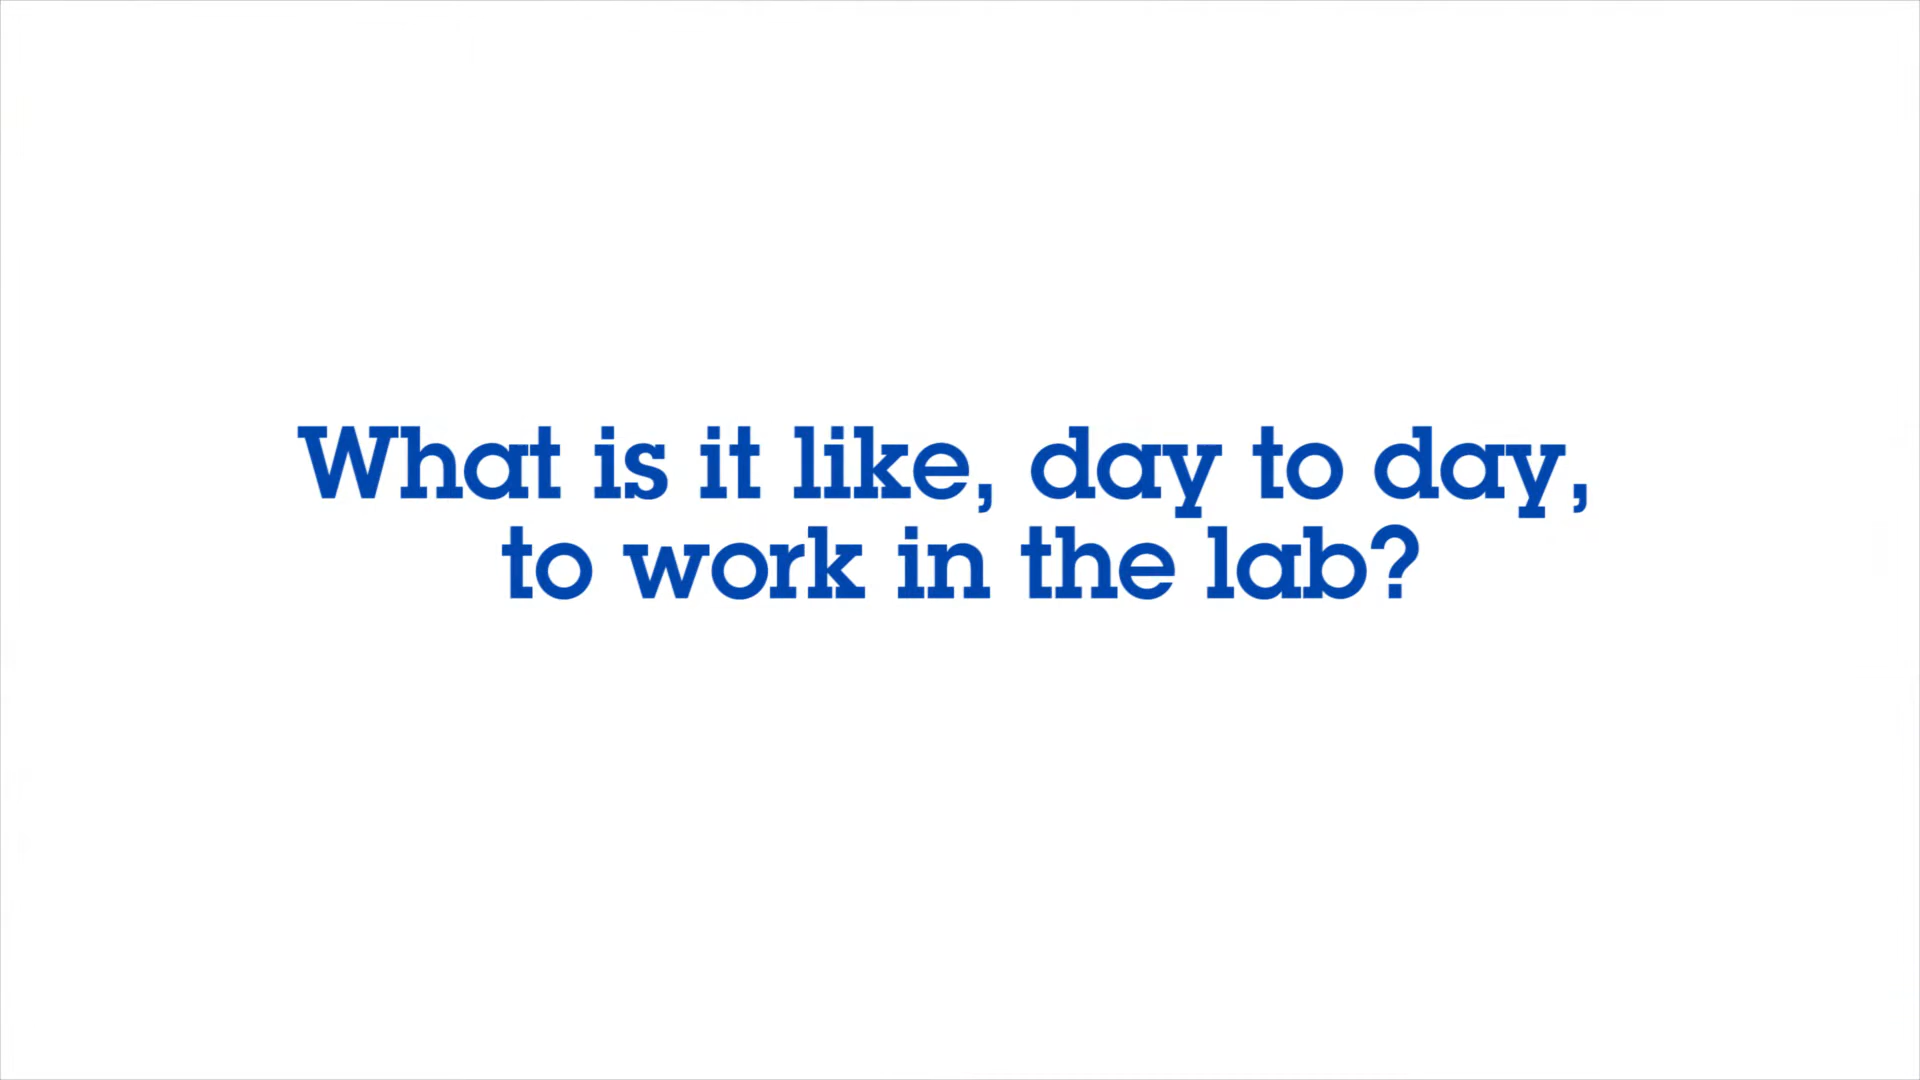 What is it like, day to day,
to work in the lab?